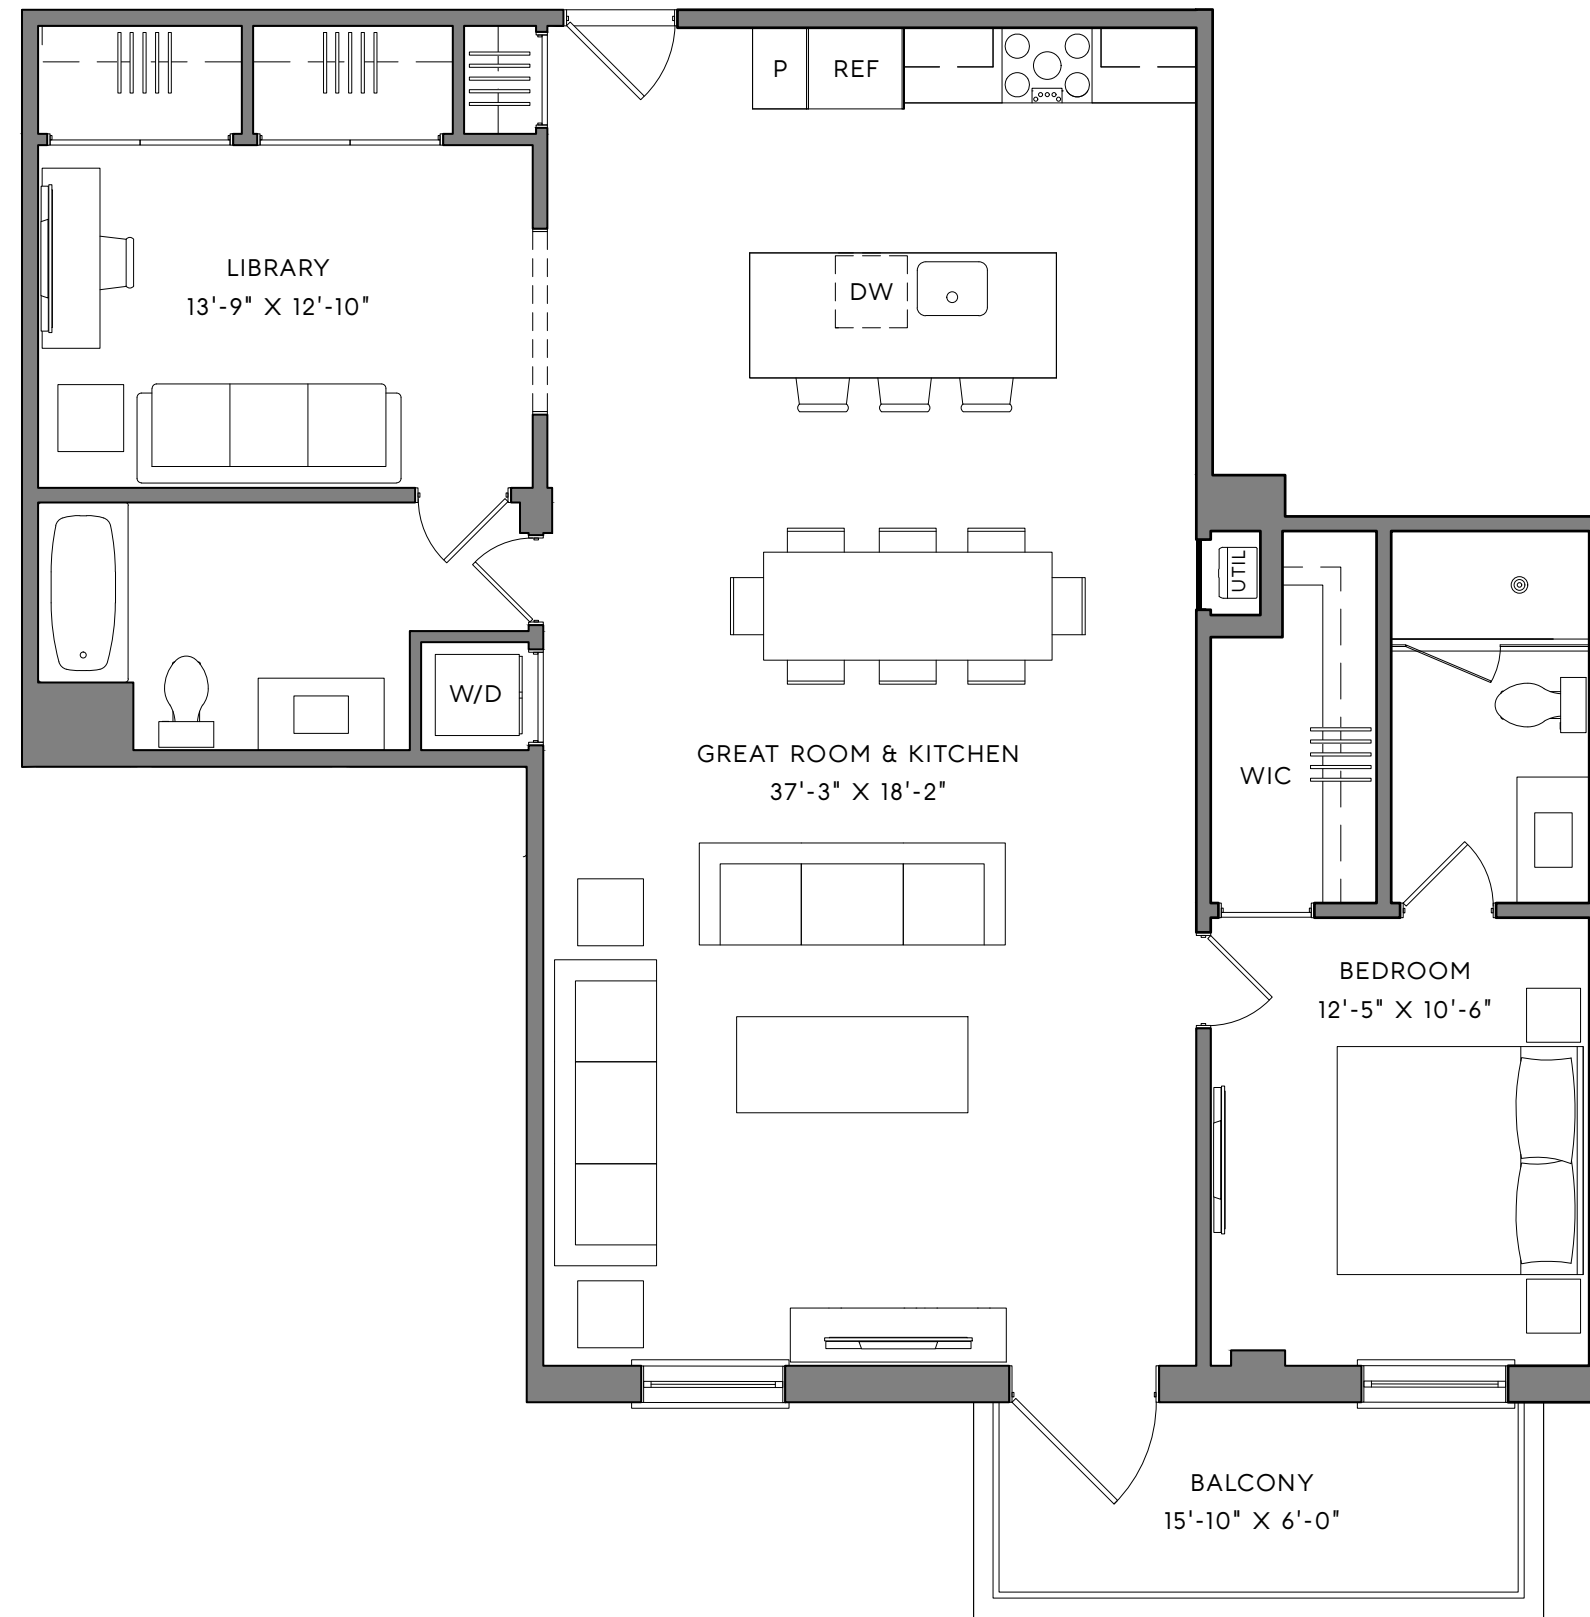 P
REF
LIBRARY
13'-9" X 12'-10"
DW
UTIL
W/D
GREAT ROOM & KITCHEN
37'-3" X 18'-2"
WIC
BEDROOM
12'-5" X 10'-6"
BALCONY
15'-10" X 6'-0"